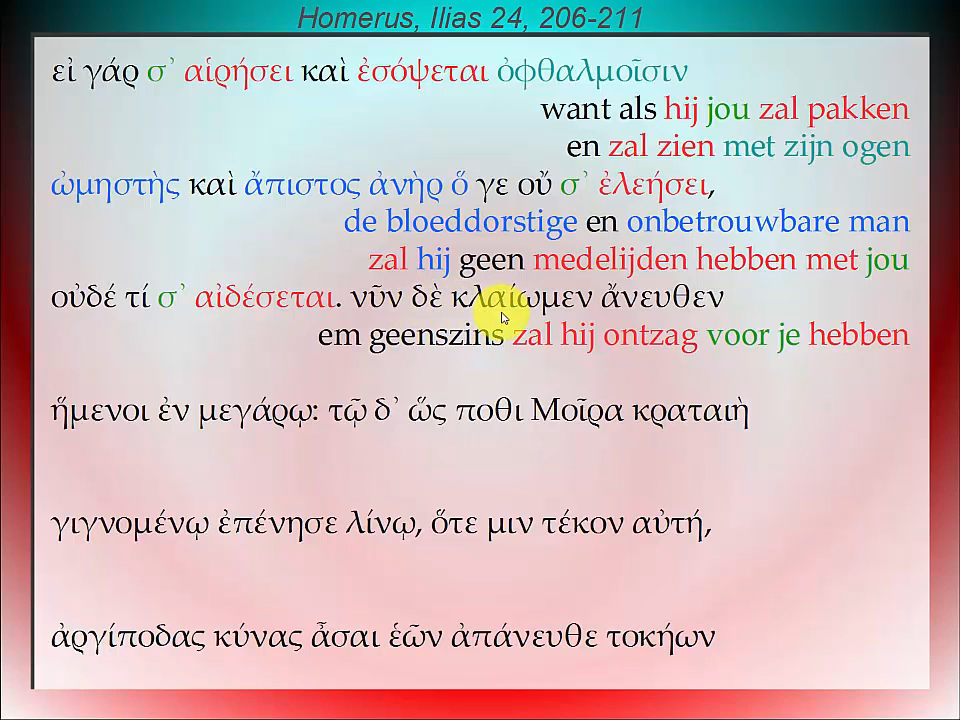 Homerus, Ilias 24, 206-211
εἰ γάρ σ᾽ αἱρήσει καὶ ἐσόψεται ὀφθαλμοῖσιν
want als hij jou zal pakken
en zal zien met zijn ogen
ὠμηστὴς καὶ ἄπιστος ἀνὴρ ὅ γε οὔ σ᾽ ἐλεήσει,
de bloeddorstige en onbetrouwbare man
zal hij geen medelijden hebben met jou
οὐδέ τί σ᾽ αἰδέσεται. νῦν δὲ κλαίωμεν ἄνευθεν
em geenszins zal hij ontzag voor je hebben
ἥμενοι ἐν μεγάρῳ: τῷ δ᾽ ὥς ποθι Μοῖρα κραταιὴ
γιγνομένῳ ἐπένησε λίνῳ, ὅτε μιν τέκον αὐτή,
ἀργίποδας κύνας ἆσαι ἑῶν ἀπάνευθε τοκήων